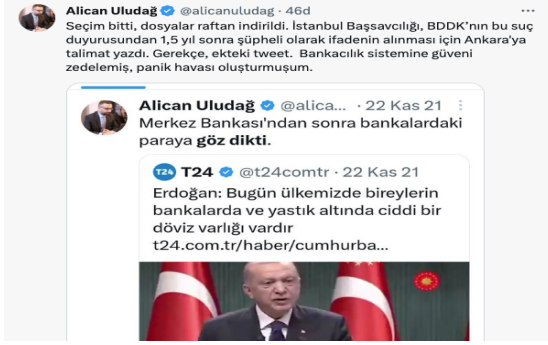 Alican Uludağ @alicanuludag · 46d
Seçim bitti, dosyalar raftan indirildi. İstanbul Başsavcılığı, BDDK’nın bu suç
duyurusundan 1,5 yıl sonra şüpheli olarak ifadenin alınması için Ankara'ya
talimat yazdı. Gerekçe, ekteki tweet. Bankacılık sistemine güveni
zedelemiş, panik havası oluşturmuşum.
Alican Uludağ @alica... · 22 Kas 21
Merkez Bankası'ndan sonra bankalardaki
paraya göz dikti.
T24 T24 @t24comtr · 22 Kas 21
Erdoğan: Bugün ülkemizde bireylerin
bankalarda ve yastık altında ciddi bir
döviz varlığı vardır
t24.com.tr/haber/cumhurba...